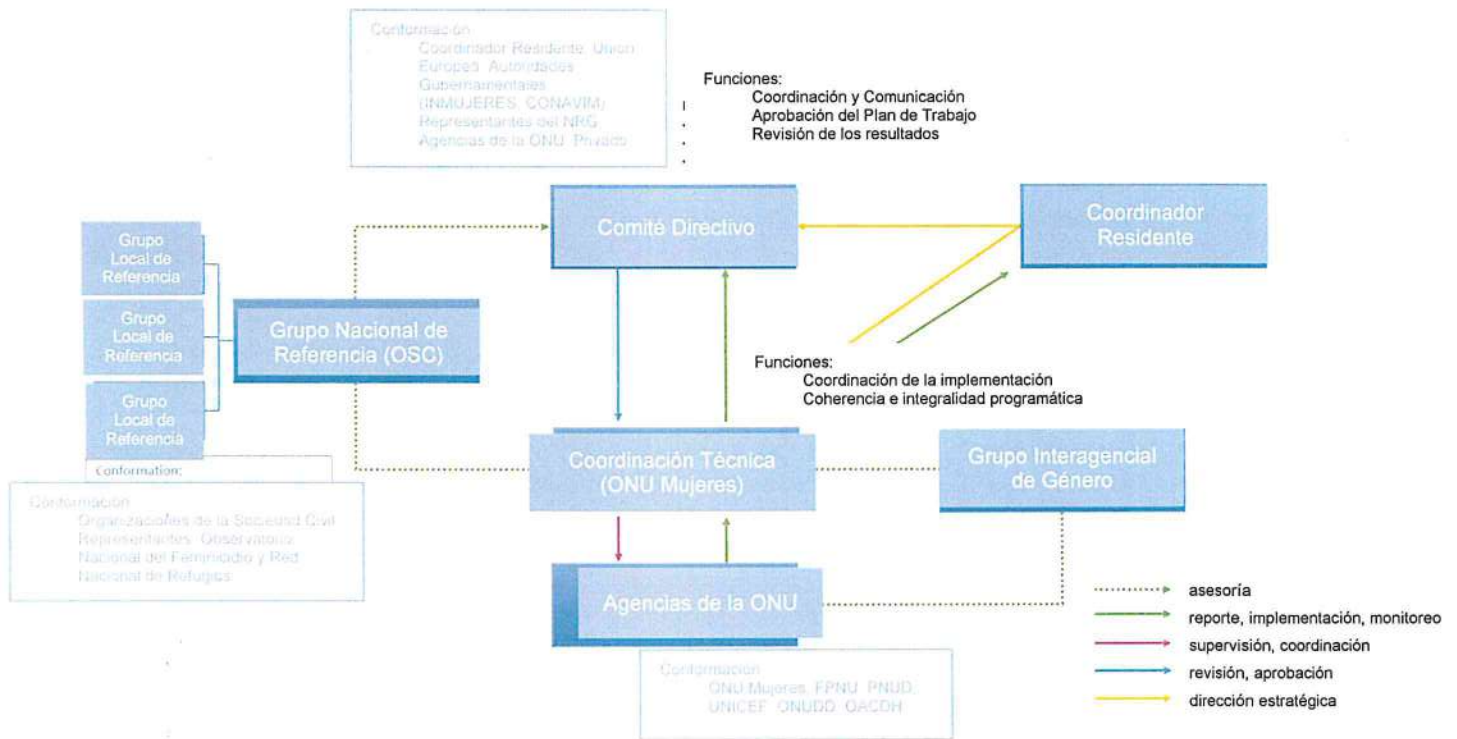 Conformación
Coordinador Residente Unión
Europea Autoridades
Gubernamentales
(INMUJERES, CONAVIM)
Representantes del NRG
Agencias de la ONU Privado
Funciones:
Coordinación y Comunicación
Aprobación del Plan de Trabajo
Revisión de los resultados
Comité Directivo
Coordinador
Residente
Grupo
Local de
Referencia
Grupo
Local de
Referencia
Grupo
Local de
Referencia
Grupo Nacional de
Referencia (OSC)
Funciones:
Coordinación de la implementación
Coherencia e integralidad programática
Coordinación Técnica
(ONU Mujeres)
Grupo Interagencial
de Género
Conformation:
Conformación
Organizaciones de la Sociedad Civil
Representantes Observatorio
Nacional del Feminicidio y Red
Nacional de Refugios
Agencias de la ONU
Conformación
ONU Mujeres FPNU PNUD,
UNICEF ONUDD OACDH
asesoría
reporte, implementación, monitoreo
supervisión, coordinación
revisión, aprobación
dirección estratégica